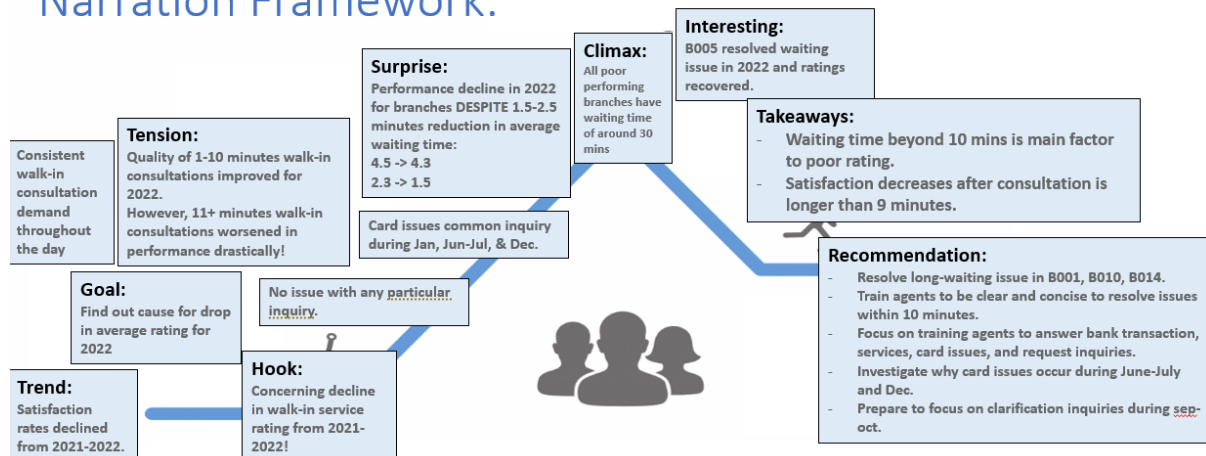 Narration Framework:
Trend:
Satisfaction
rates declined
from 2021-2022.
Hook:
Concerning decline
in walk-in service
rating from 2021-
2022!
Goal:
Find out cause for drop
in average rating for
2022
Consistent
walk-in
consultation
demand
throughout
the day
Tension:
Quality of 1-10 minutes walk-in
consultations improved for
2022.
However, 11+ minutes walk-in
consultations worsened in
performance drastically!
No issue with any particular
inquiry.
Card issues common inquiry
during Jan, Jun-Jul, & Dec.
Surprise:
Performance decline in 2022
for branches DESPITE 1.5-2.5
minutes reduction in average
waiting time:
4.5 -> 4.3
2.3 -> 1.5
Climax:
All poor
performing
branches have
waiting time
of around 30
mins
Interesting:
B005 resolved waiting
issue in 2022 and ratings
recovered.
Takeaways:
- Waiting time beyond 10 mins is main factor
to poor rating.
- Satisfaction decreases after consultation is
longer than 9 minutes.
Recommendation:
- Resolve long-waiting issue in B001, B010, B014.
- Train agents to be clear and concise to resolve issues
within 10 minutes.
- Focus on training agents to answer bank transaction,
services, card issues, and request inquiries.
- Investigate why card issues occur during June-July
and Dec.
- Prepare to focus on clarification inquiries during sep-
oct.